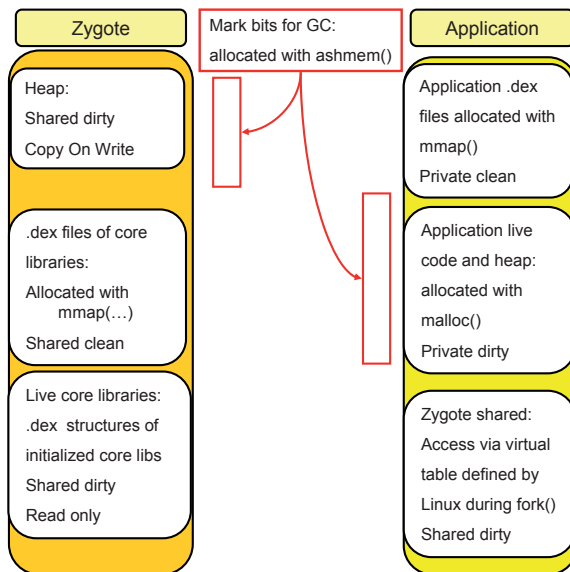 Zygote
Heap:
Shared dirty
Copy On Write
.dex files of core
libraries:
Allocated with
mmap(…)
Shared clean
Live core libraries:
.dex structures of
initialized core libs
Shared dirty
Read only
Mark bits for GC:
allocated with ashmem()
Application
Application .dex
files allocated with
mmap()
Private clean
Application live
code and heap:
allocated with
malloc()
Private dirty
Zygote shared:
Access via virtual
table defined by
Linux during fork()
Shared dirty